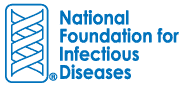 National
Foundation for
Infectious
® Diseases